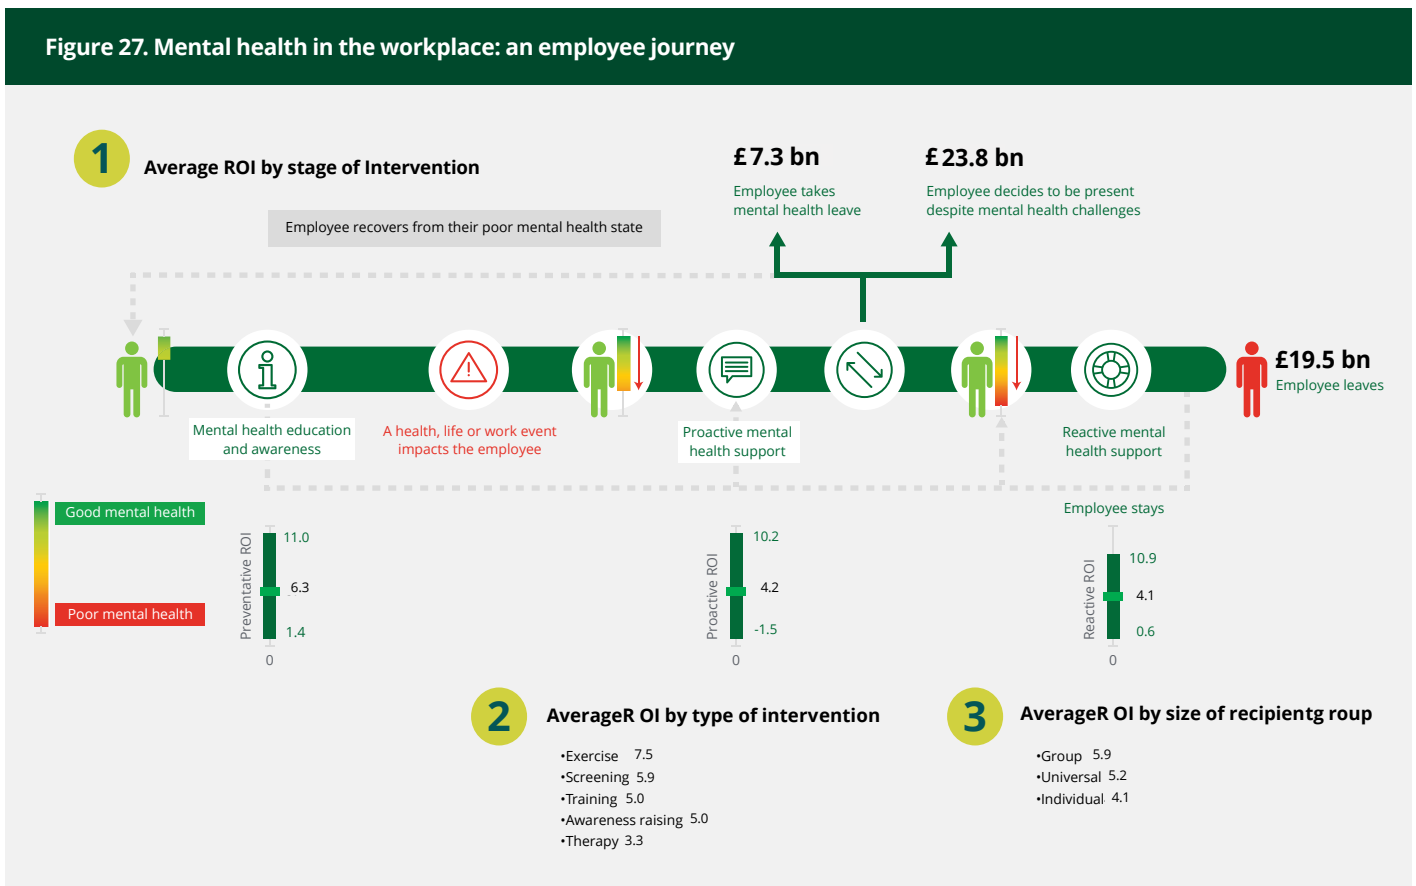 Figure 27. Mental health in the workplace: an employee journey
1
Average ROI by stage of Intervention
£7.3 bn
Employee takes
mental health leave
£23.8 bn
Employee decides to be present
despite mental health challenges
Employee recovers from their poor mental health state
£19.5 bn
Employee leaves
Mental health education
and awareness
A health, life or work event
impacts the employee
Proactive mental
health support
Reactive mental
health support
Employee stays
Good mental health
Poor mental health
Preventative ROI
11.0
6.3
1.4
0
Proactive ROI
10.2
4.2
-1.5
0
Reactive ROI
10.9
4.1
0.6
0
2
AverageR OI by type of intervention
•Exercise 7.5
•Screening 5.9
•Training 5.0
•Awareness raising 5.0
•Therapy 3.3
3
AverageR OI by size of recipientg roup
•Group 5.9
•Universal 5.2
•Individual 4.1